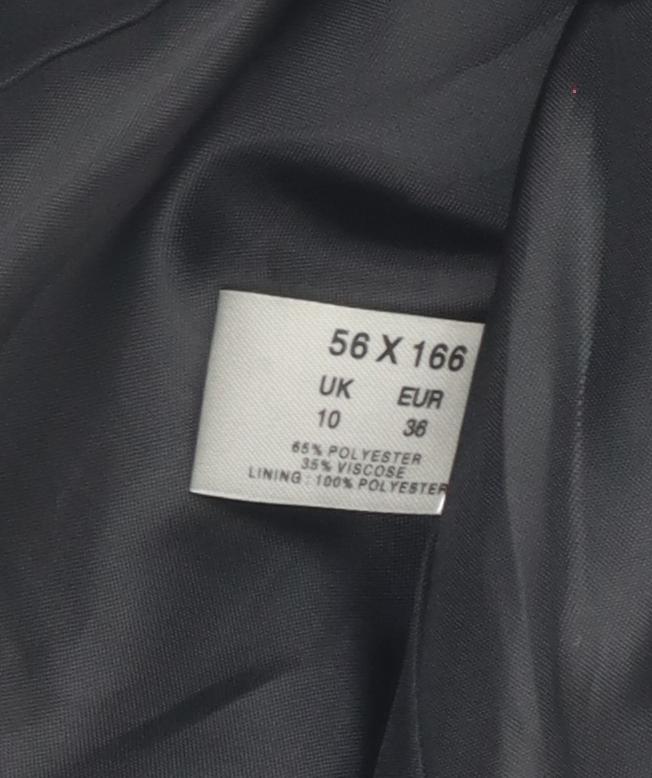 56 X 166
UK EUR
10 36
65% POLYESTER
35% VISCOSE
LINING : 100% POLYESTER